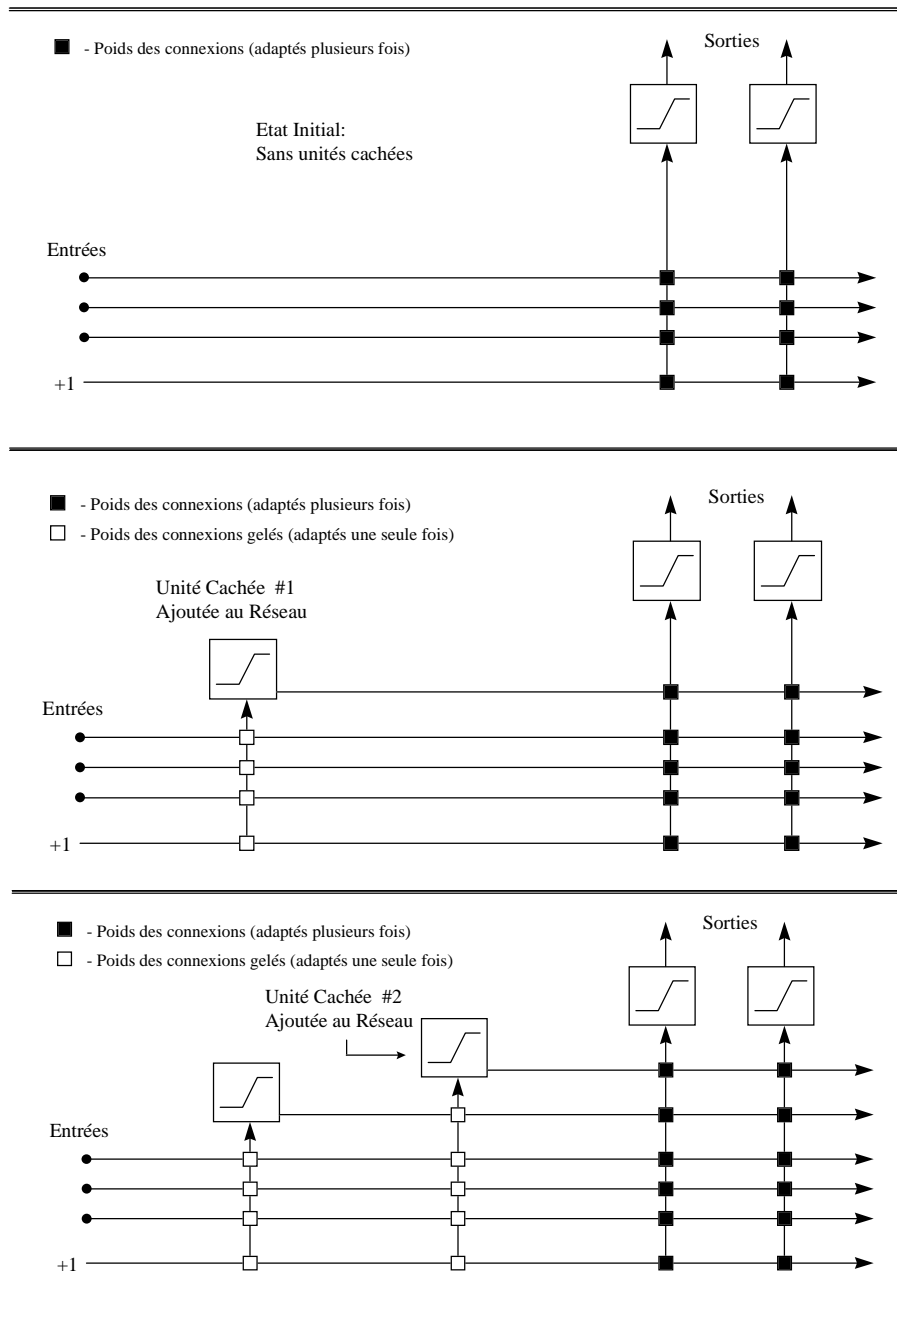 - Poids des connexions (adaptés plusieurs fois)
Sorties
Etat Initial:
Sans unités cachées
Entrées
+1
- Poids des connexions (adaptés plusieurs fois)
- Poids des connexions gelés (adaptés une seule fois)
Sorties
Unité Cachée #1
Ajoutée au Réseau
Entrées
+1
- Poids des connexions (adaptés plusieurs fois)
- Poids des connexions gelés (adaptés une seule fois)
Sorties
Unité Cachée #2
Ajoutée au Réseau
Entrées
+1